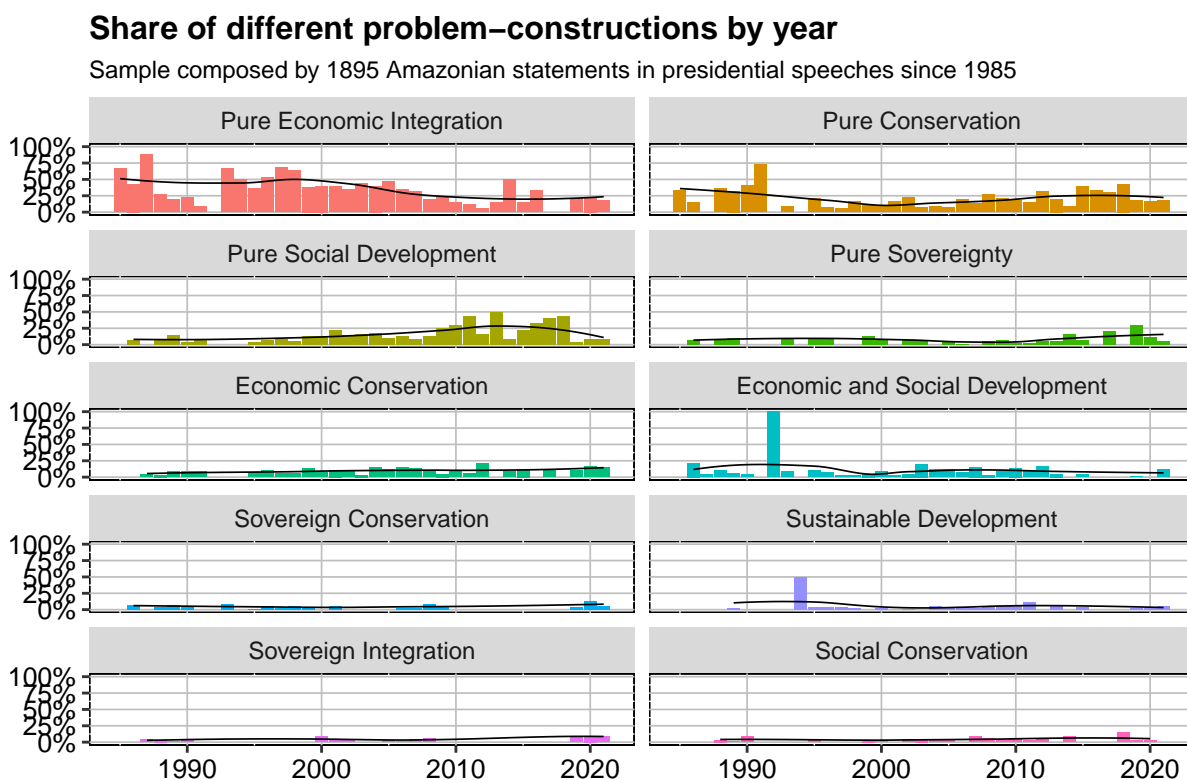 Share of different problem−constructions by year
Sample composed by 1895 Amazonian statements in presidential speeches since 1985
Pure Economic Integration
Pure Conservation
100%
75%
50%
25%
0%
Pure Social Development
Pure Sovereignty
100%
75%
50%
25%
0%
Economic Conservation
Economic and Social Development
100%
75%
50%
25%
0%
Sovereign Conservation
Sustainable Development
100%
75%
50%
25%
0%
Sovereign Integration
Social Conservation
100%
75%
50%
25%
0%
1990 2000 2010 2020 1990 2000 2010 2020